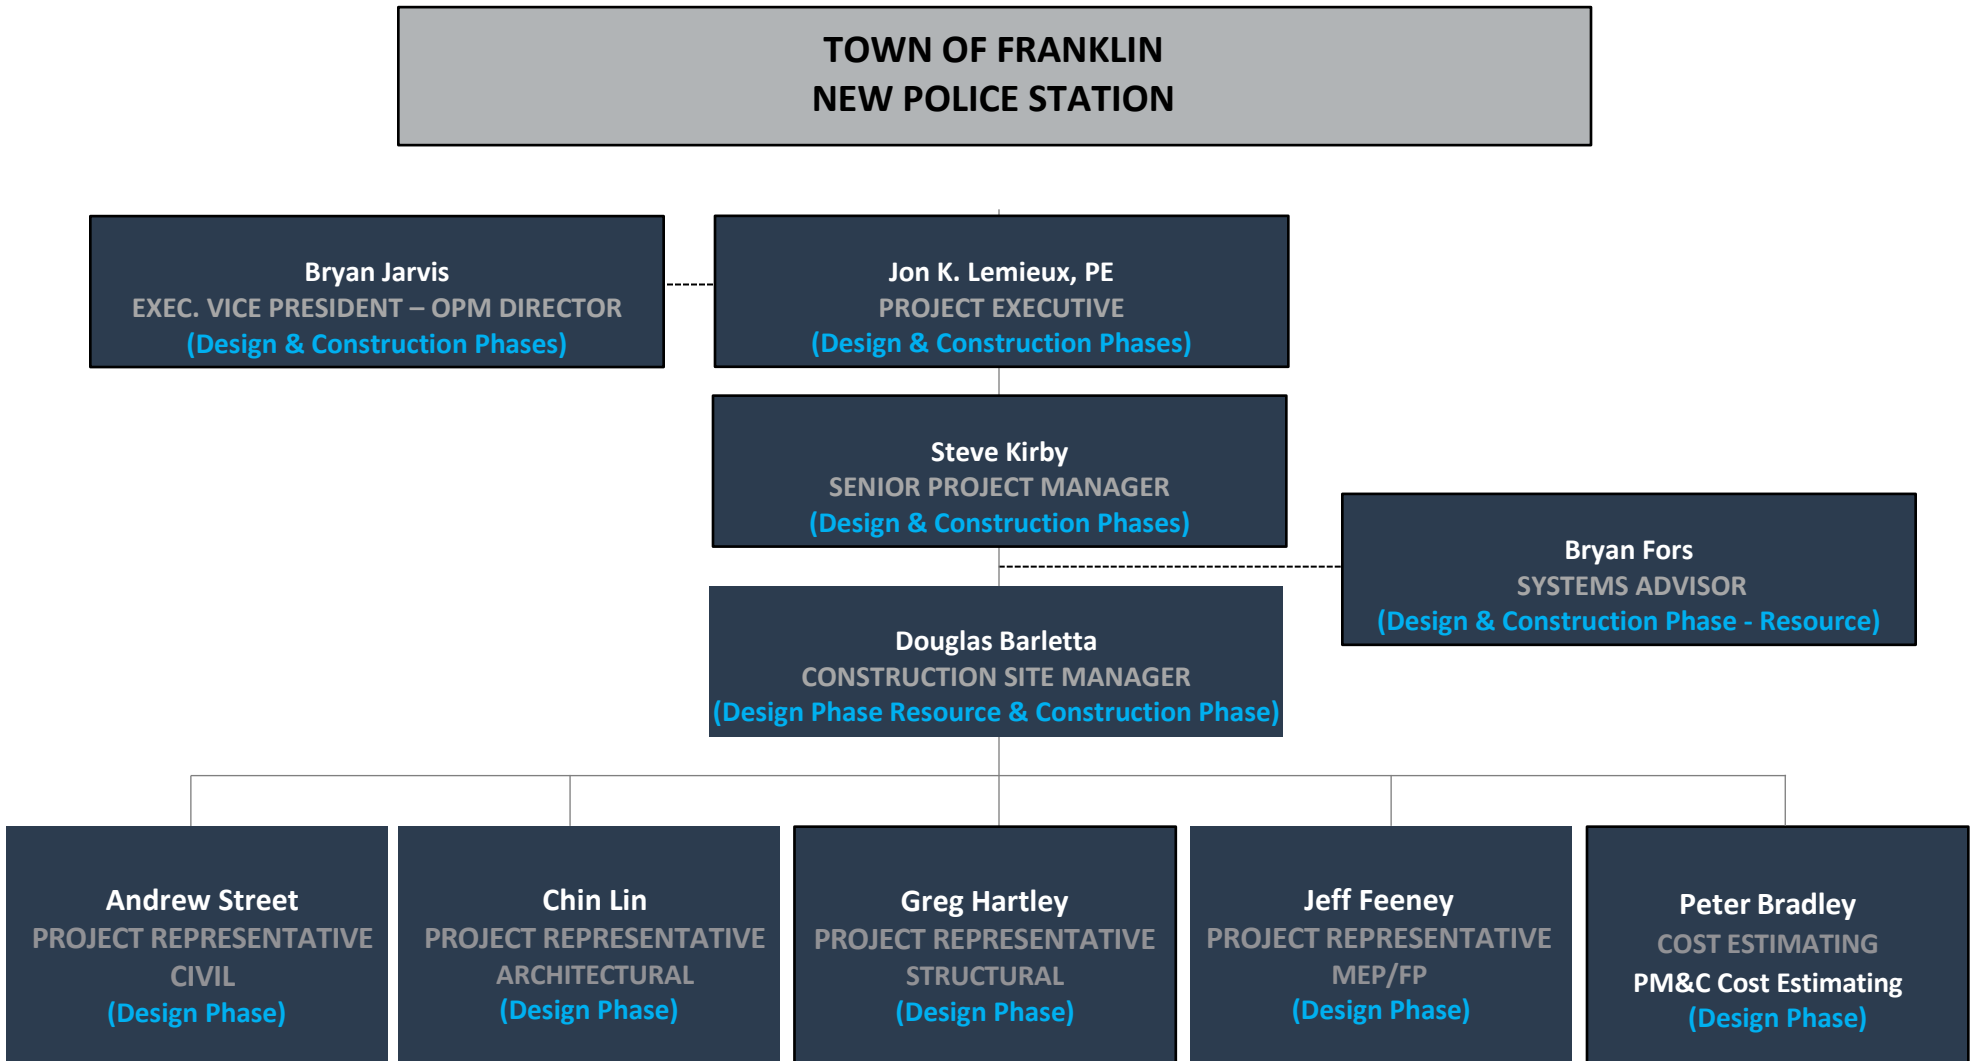 TOWN OF FRANKLIN
NEW POLICE STATION
Bryan Jarvis
EXEC. VICE PRESIDENT – OPM DIRECTOR
(Design & Construction Phases)
Jon K. Lemieux, PE
PROJECT EXECUTIVE
(Design & Construction Phases)
Steve Kirby
SENIOR PROJECT MANAGER
(Design & Construction Phases)
Bryan Fors
SYSTEMS ADVISOR
(Design & Construction Phase - Resource)
Douglas Barletta
CONSTRUCTION SITE MANAGER
(Design Phase Resource & Construction Phase)
Andrew Street
PROJECT REPRESENTATIVE
CIVIL
(Design Phase)
Chin Lin
PROJECT REPRESENTATIVE
ARCHITECTURAL
(Design Phase)
Greg Hartley
PROJECT REPRESENTATIVE
STRUCTURAL
(Design Phase)
Jeff Feeney
PROJECT REPRESENTATIVE
MEP/FP
(Design Phase)
Peter Bradley
COST ESTIMATING
PM&C Cost Estimating
(Design Phase)